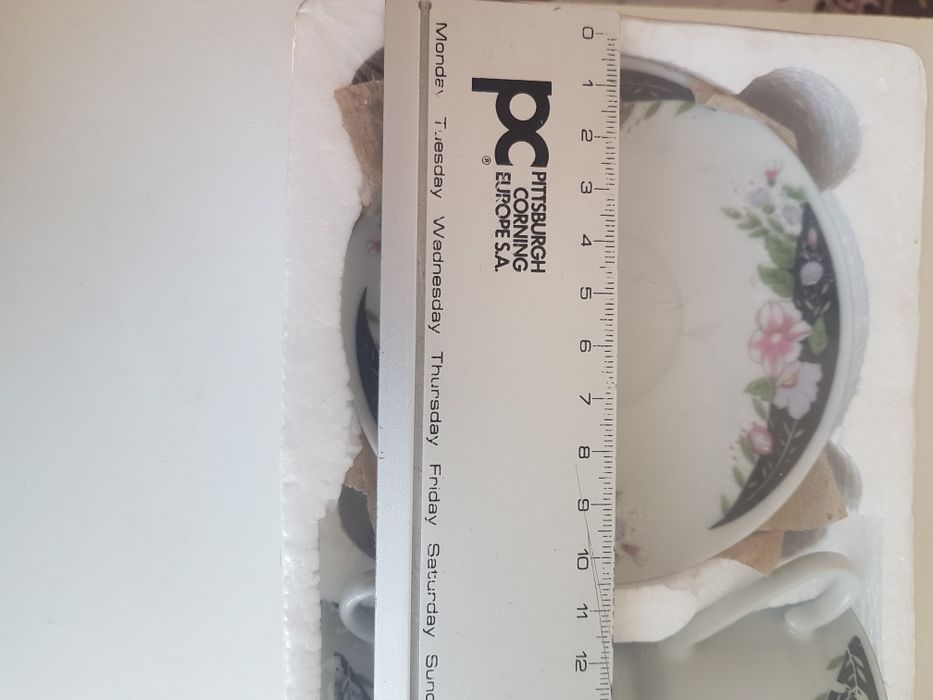 0 1 2 3 4 5 6 7 8 9 10 11 12
pc
PITTSBURGH
CORNING
® EUROPE S.A.
Monday Tuesday Wednesday Thursday Friday Saturday Sund